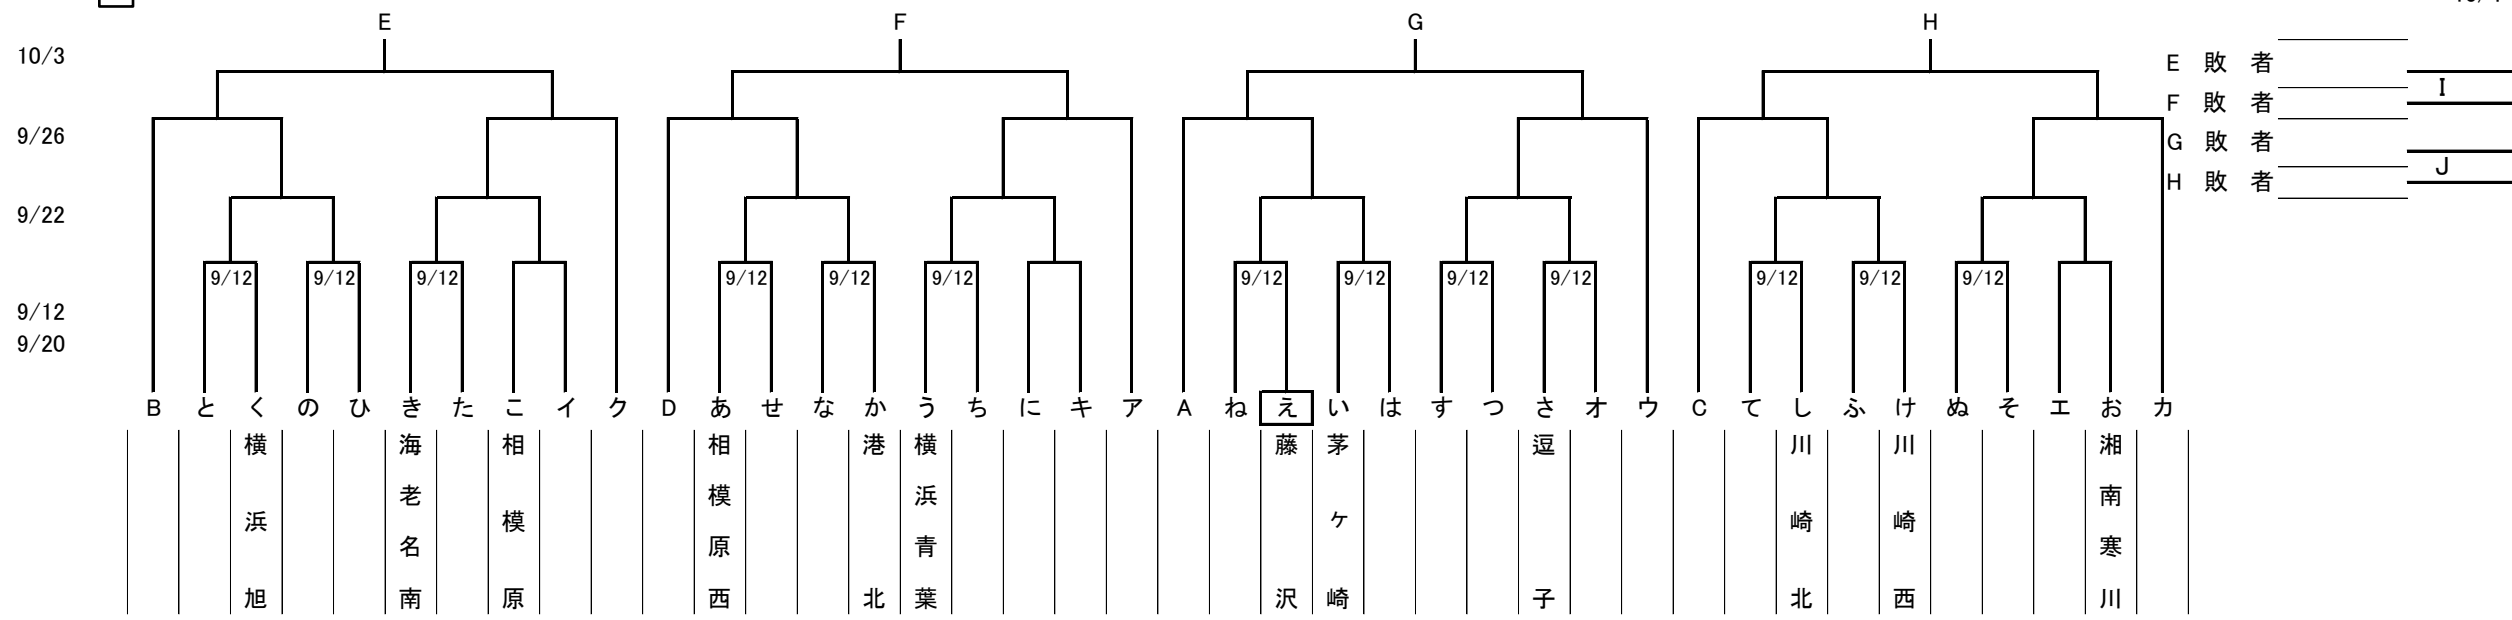 E F G H
10/3
E 敗 者
I
F 敗 者
9/26
G 敗 者
J
H 敗 者
9/22
9/12 9/12 9/12 9/12 9/12 9/12 9/12 9/12 9/12 9/12 9/12 9/12 9/12
9/12
9/20
B と く の ひ き た こ イ ク D あ せ な か う ち に キ ア A ね え い は す つ さ オ ウ C て し ふ け ぬ そ エ お カ
横浜旭
海老名南
相模原
相模原西
港北
横浜青葉
藤沢
茅ヶ崎
逗子
川崎北
川崎西
湘南寒川